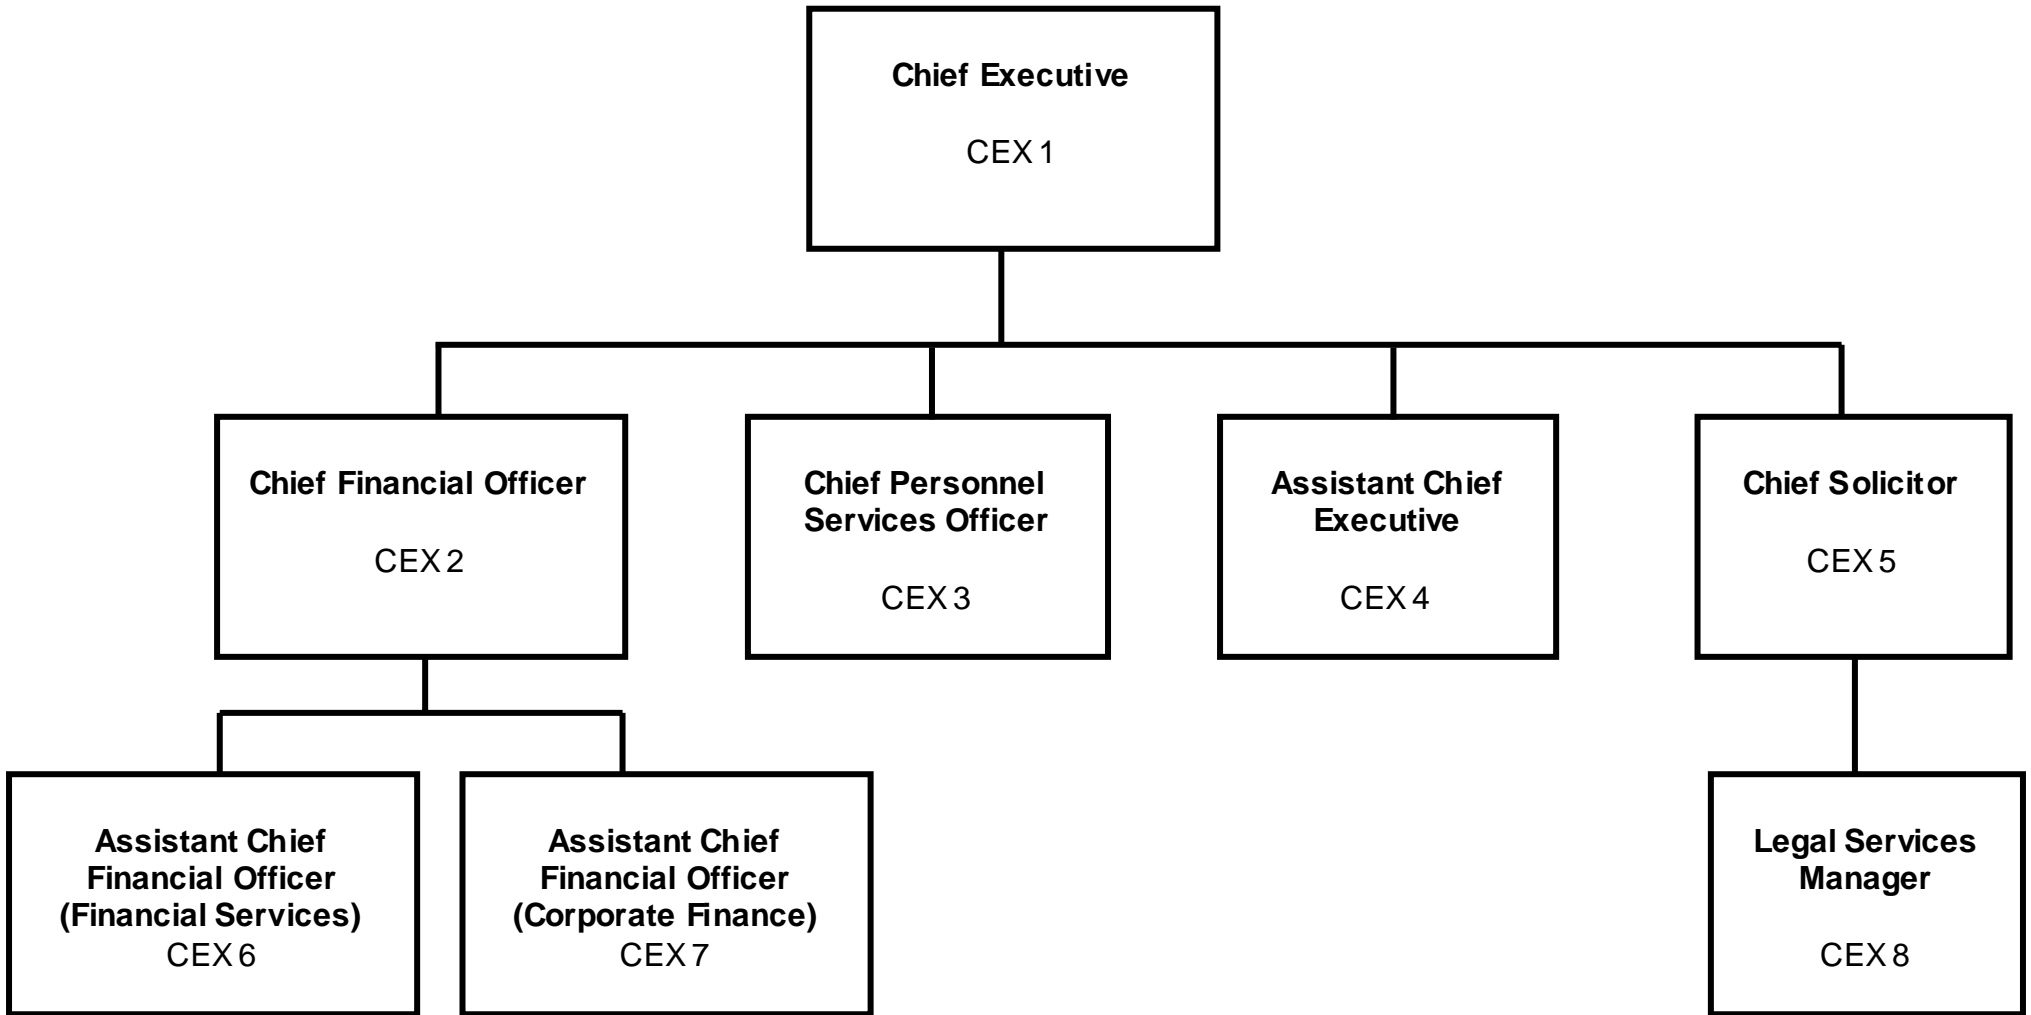 Chief Executive
CEX 1
Chief Financial Officer
CEX 2
Chief Personnel
Services Officer
CEX 3
Assistant Chief
Executive
CEX 4
Chief Solicitor
CEX 5
Assistant Chief
Financial Officer
(Financial Services)
CEX 6
Assistant Chief
Financial Officer
(Corporate Finance)
CEX 7
Legal Services
Manager
CEX 8